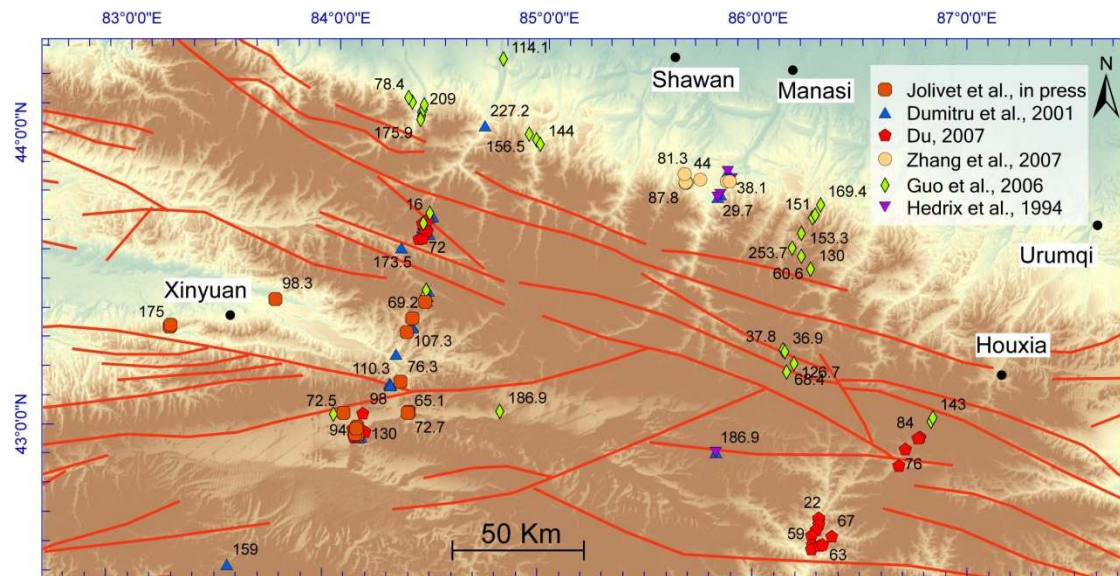 83°0'0"E 84°0'0"E 85°0'0"E 86°0'0"E 87°0'0"E
114.1
Shawan
Manasi
N
78.4
209
175.9
227.2
156.5
144
Jolivet et al., in press
Dumitru et al., 2001
Du, 2007
Zhang et al., 2007
Guo et al., 2006
Hedrix et al., 1994
44°0'0"N
81.3
44
87.8
38.1
29.7
169.4
151
153.3
253.7
130
60.6
Urumqi
16
72
173.5
Xinyuan
98.3
175
69.2
107.3
110.3
76.3
37.8
36.9
126.7
68.4
Houxia
43°0'0"N
72.5
98
65.1
186.9
94
130
72.7
186.9
143
84
76
22
59
67
63
50 Km
159